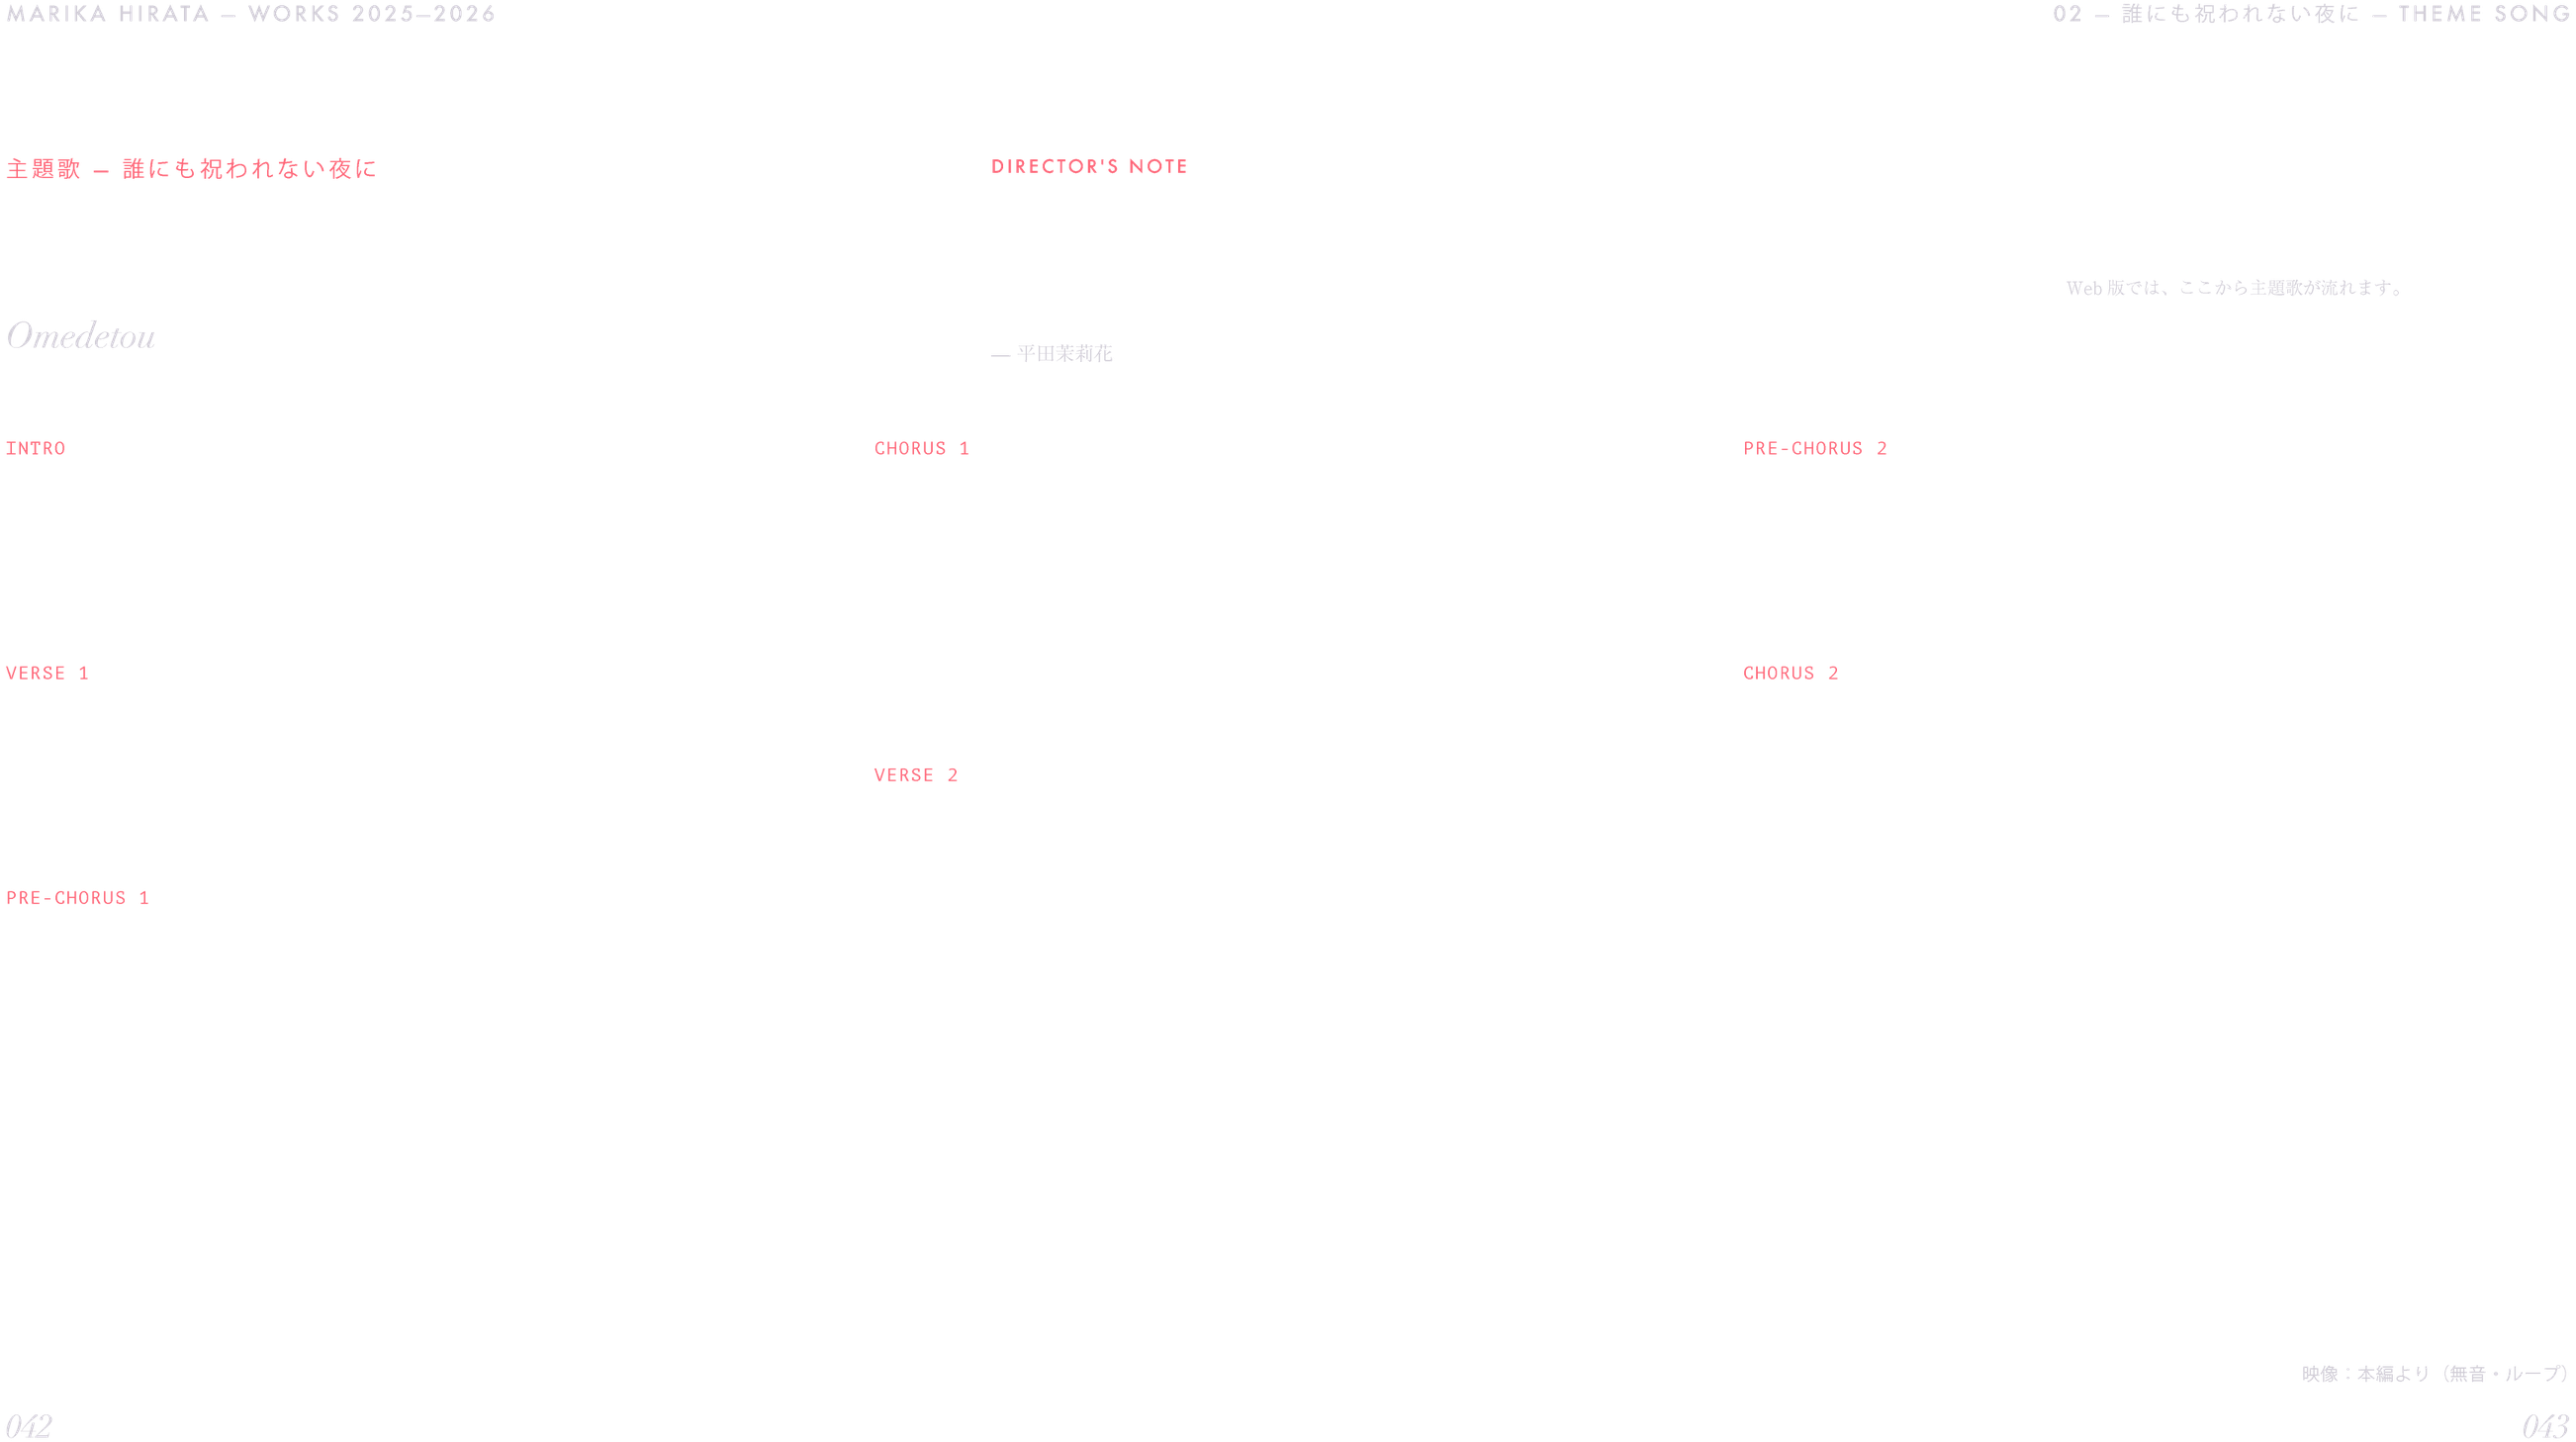 MARIKA HIRATA — WORKS 2025—2026
02 — 誰にも祝われない夜に — THEME SONG
主題歌 — 誰にも祝われない夜に
DIRECTOR'S NOTE
Web 版では、ここから主題歌が流れます。
Omedetou
— 平田茉莉花
INTRO
VERSE 1
PRE-CHORUS 1
CHORUS 1
VERSE 2
PRE-CHORUS 2
CHORUS 2
映像：本編より（無音・ループ）
042
043